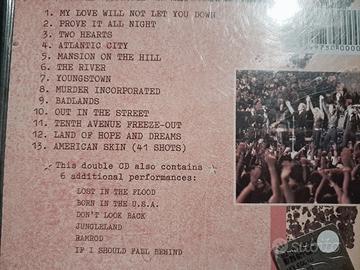 1. MY LOVE WILL NOT LET YOU DOWN
2. PROVE IT ALL NIGHT
3. TWO HEARTS
4. ATLANTIC CITY
5. MANSION ON THE HILL
6. THE RIVER
7. YOUNGSTOWN
8. MURDER INCORPORATED
9. BADLANDS
10. OUT IN THE STREET
11. TENTH AVENUE FREEZE-OUT
12. LAND OF HOPE AND DREAMS
13. AMERICAN SKIN (41 SHOTS)
This double CD also contains
6 additional performances:
LOST IN THE FLOOD
BORN IN THE U.S.A.
DON'T LOOK BACK
JUNGLELAND
RAMROD
IF I SHOULD FALL BEHIND
subito